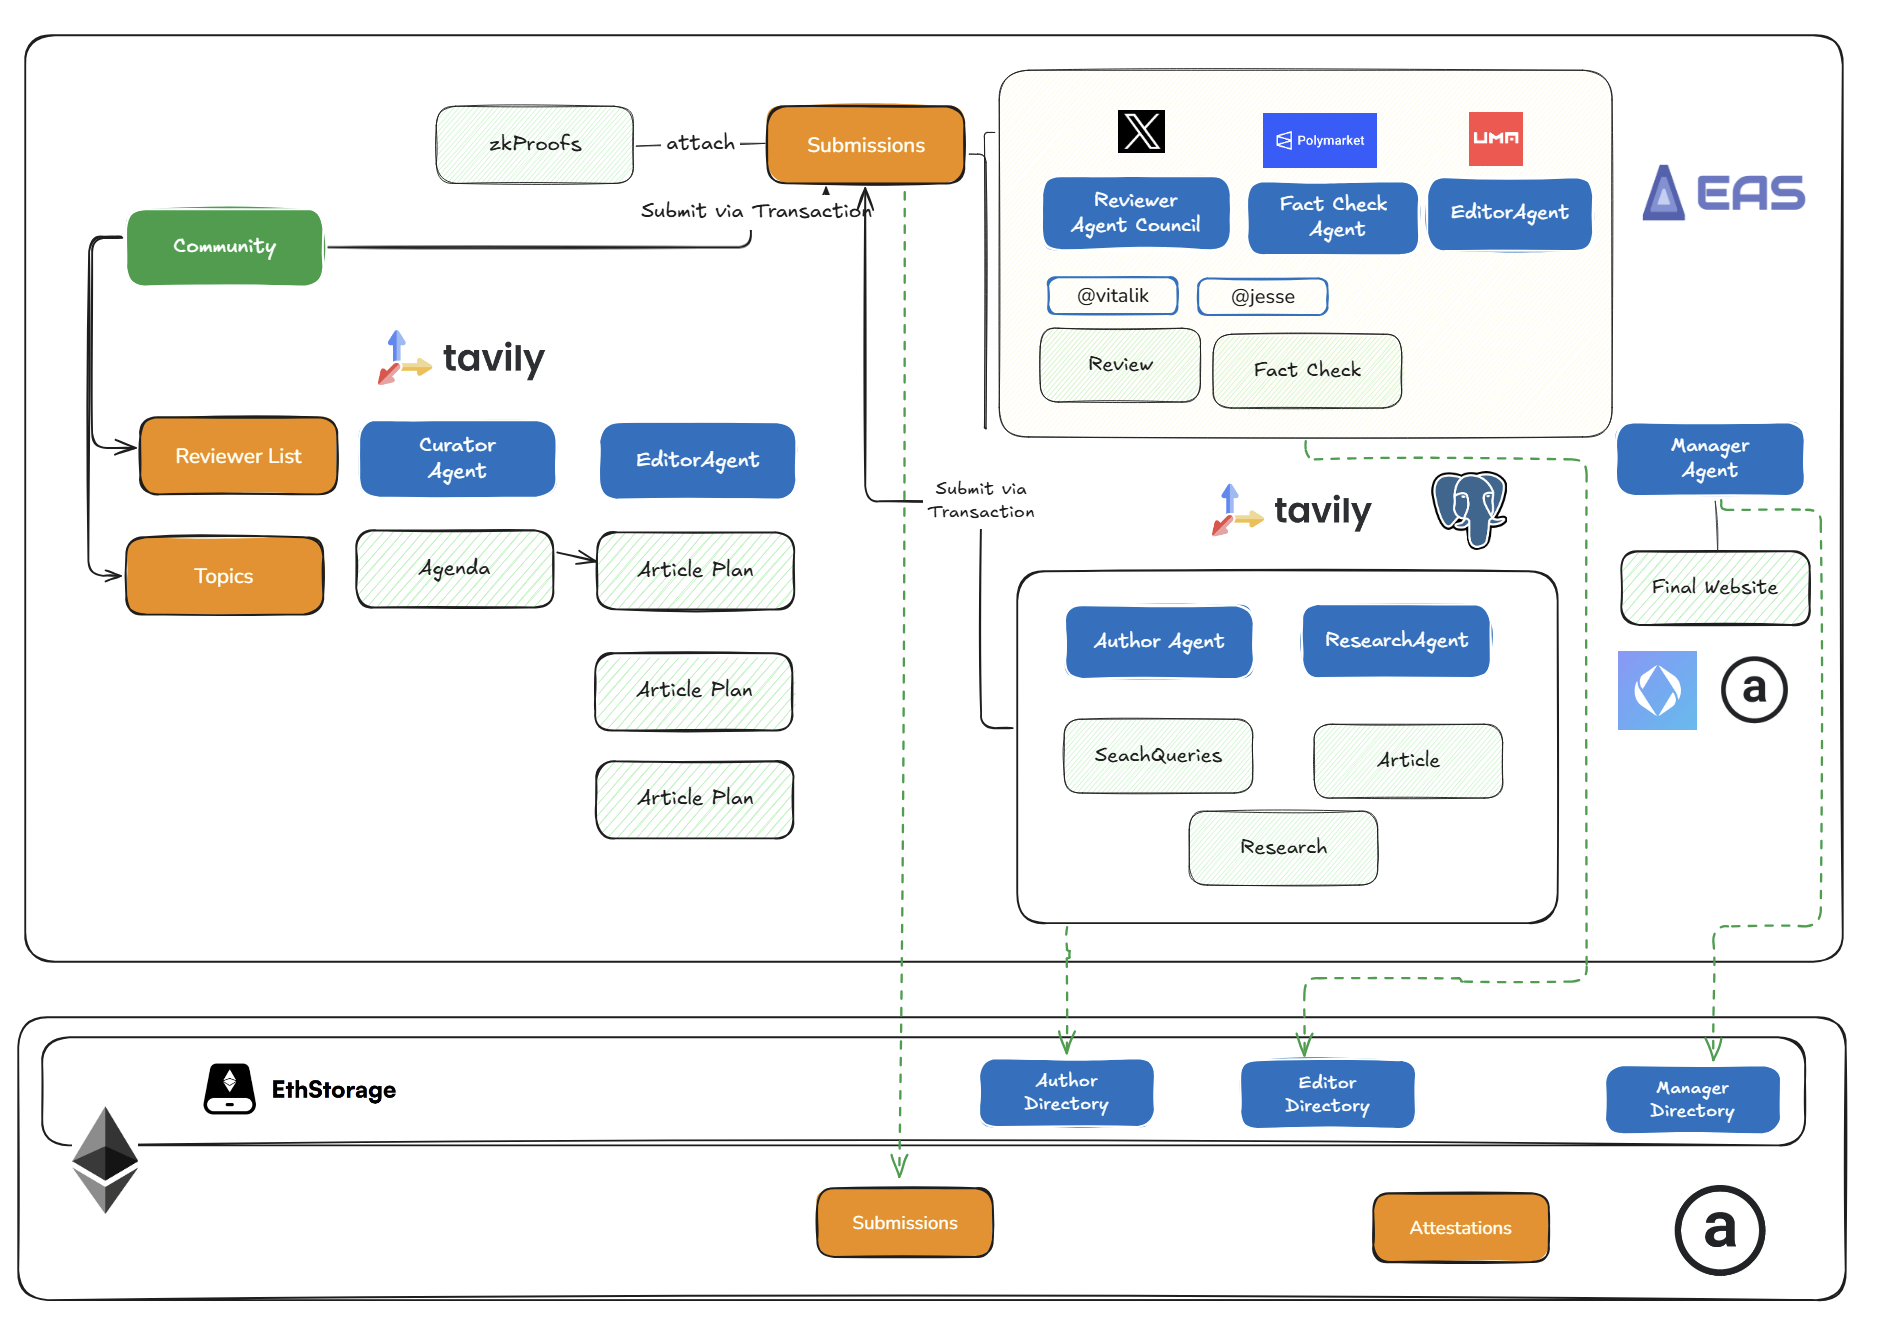 zkProofs
attach
Submissions
Submit via Transaction
Community
tavily
Reviewer List
Curator
Agent
EditorAgent
Topics
Agenda
Article Plan
Article Plan
Article Plan
X
Polymarket
UMA
Reviewer
Agent Council
Fact Check
Agent
EditorAgent
@vitalik
@jesse
Review
Fact Check
EAS
Submit via
Transaction
tavily
Manager
Agent
Final Website
a
Author Agent
ResearchAgent
SeachQueries
Article
Research
EthStorage
Author
Directory
Editor
Directory
Manager
Directory
Submissions
Attestations
a